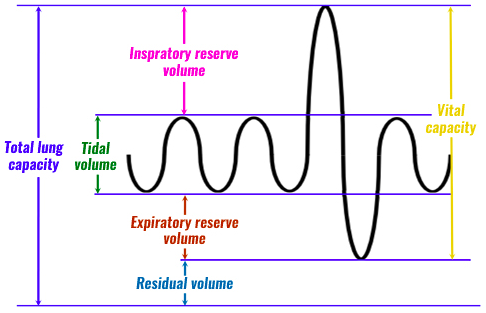 Inspratory reserve
volume
Vital
capacity
Total lung
capacity
Tidal
volume
Expiratory reserve
volume
Residual volume